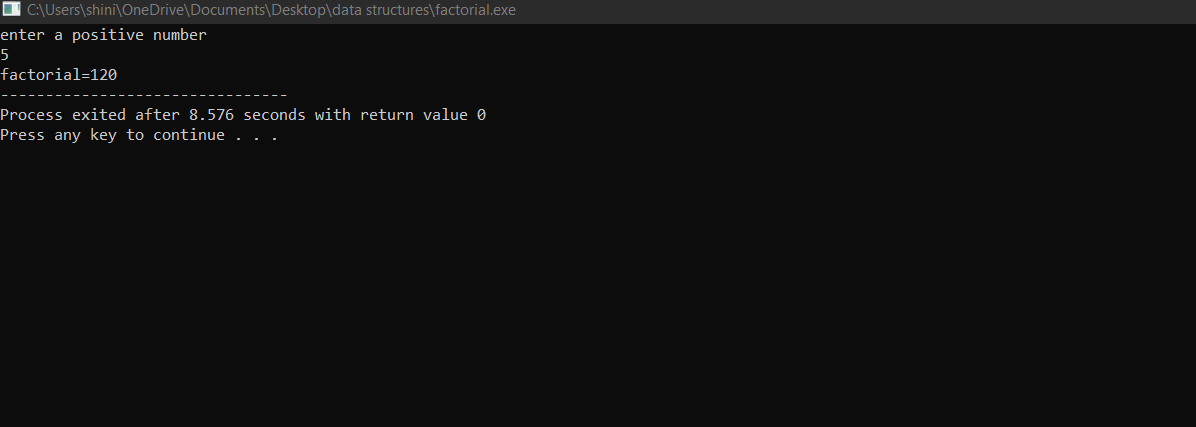 C:\Users\shini\OneDrive\Documents\Desktop\data structures\factorial.exe
enter a positive number
5
factorial=120
--------------------------------
Process exited after 8.576 seconds with return value 0
Press any key to continue . . .